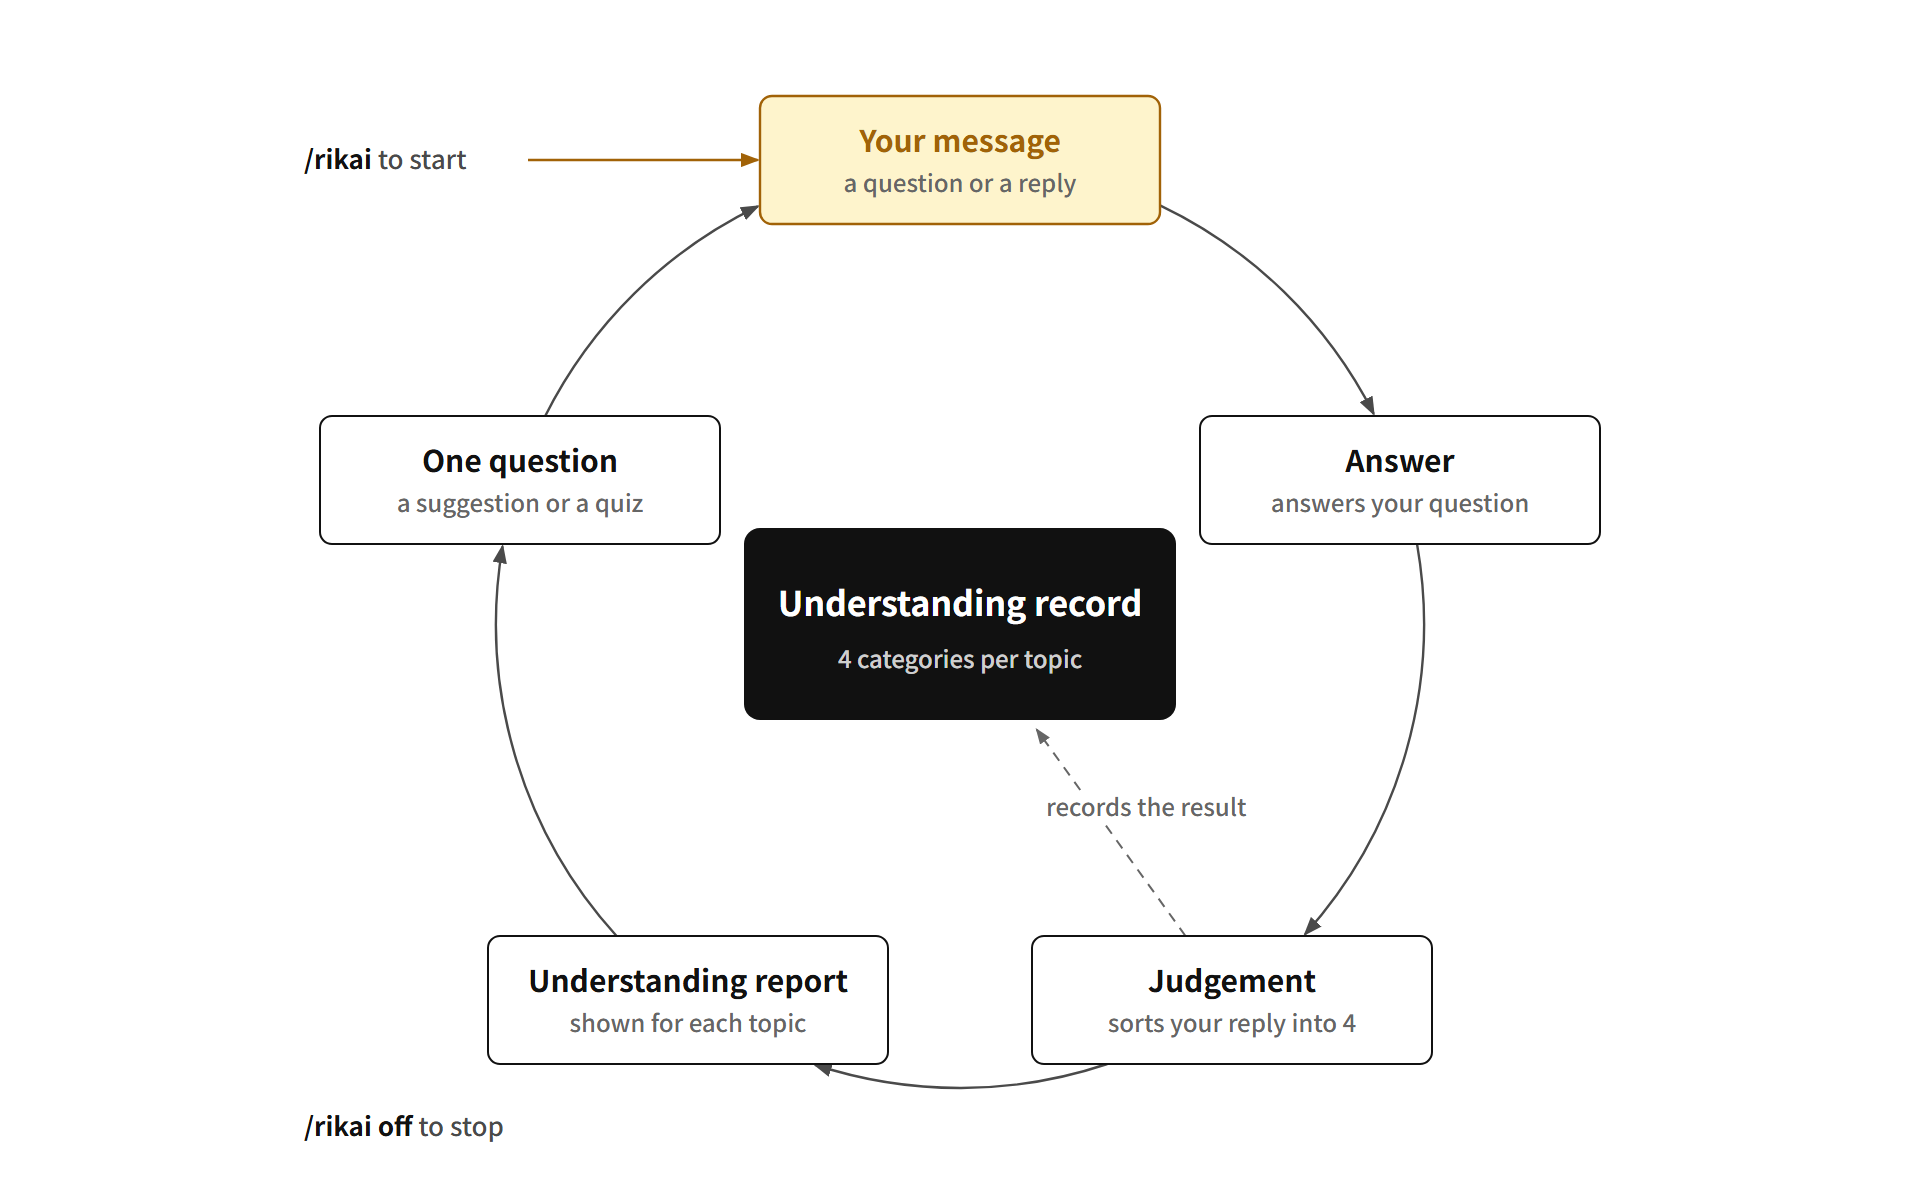 /rikai to start
Your message
a question or a reply
One question
a suggestion or a quiz
Answer
answers your question
Understanding record
4 categories per topic
records the result
Understanding report
shown for each topic
Judgement
sorts your reply into 4
/rikai off to stop